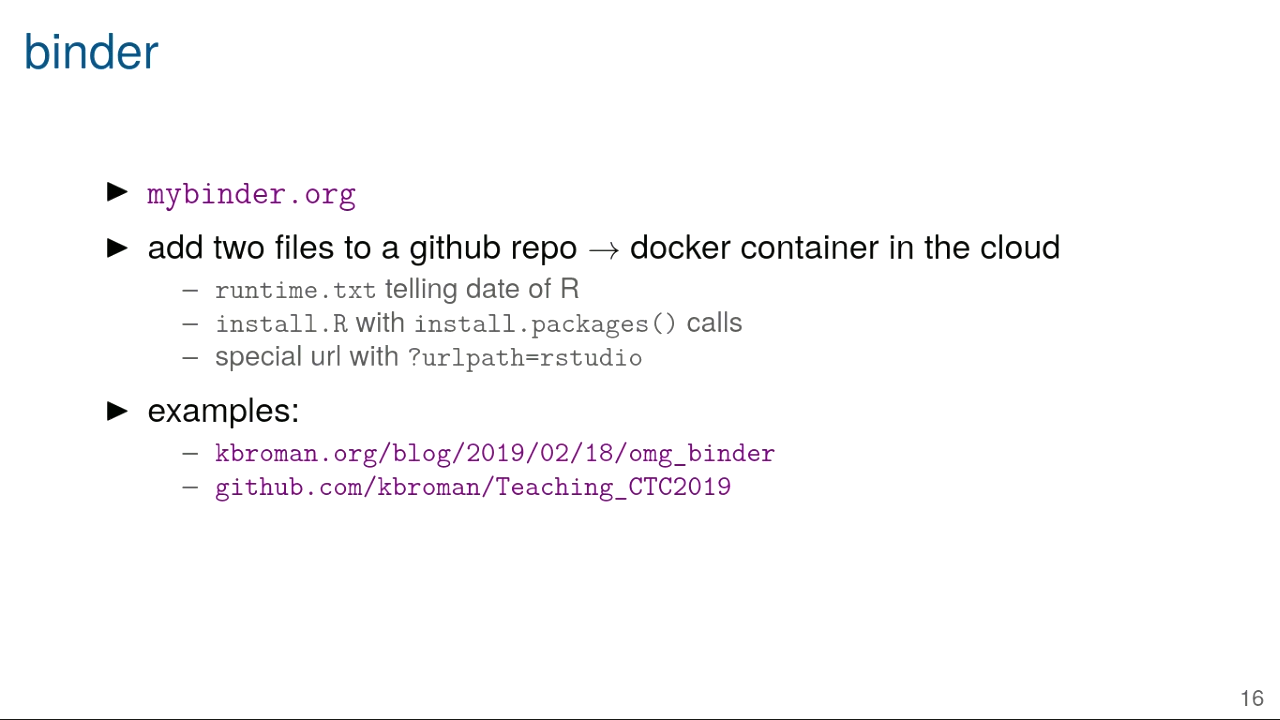 binder
▶ mybinder.org
▶ add two files to a github repo → docker container in the cloud
– runtime.txt telling date of R
– install.R with install.packages() calls
– special url with ?urlpath=rstudio
▶ examples:
– kbroman.org/blog/2019/02/18/omg_binder
– github.com/kbroman/Teaching_CTC2019
16